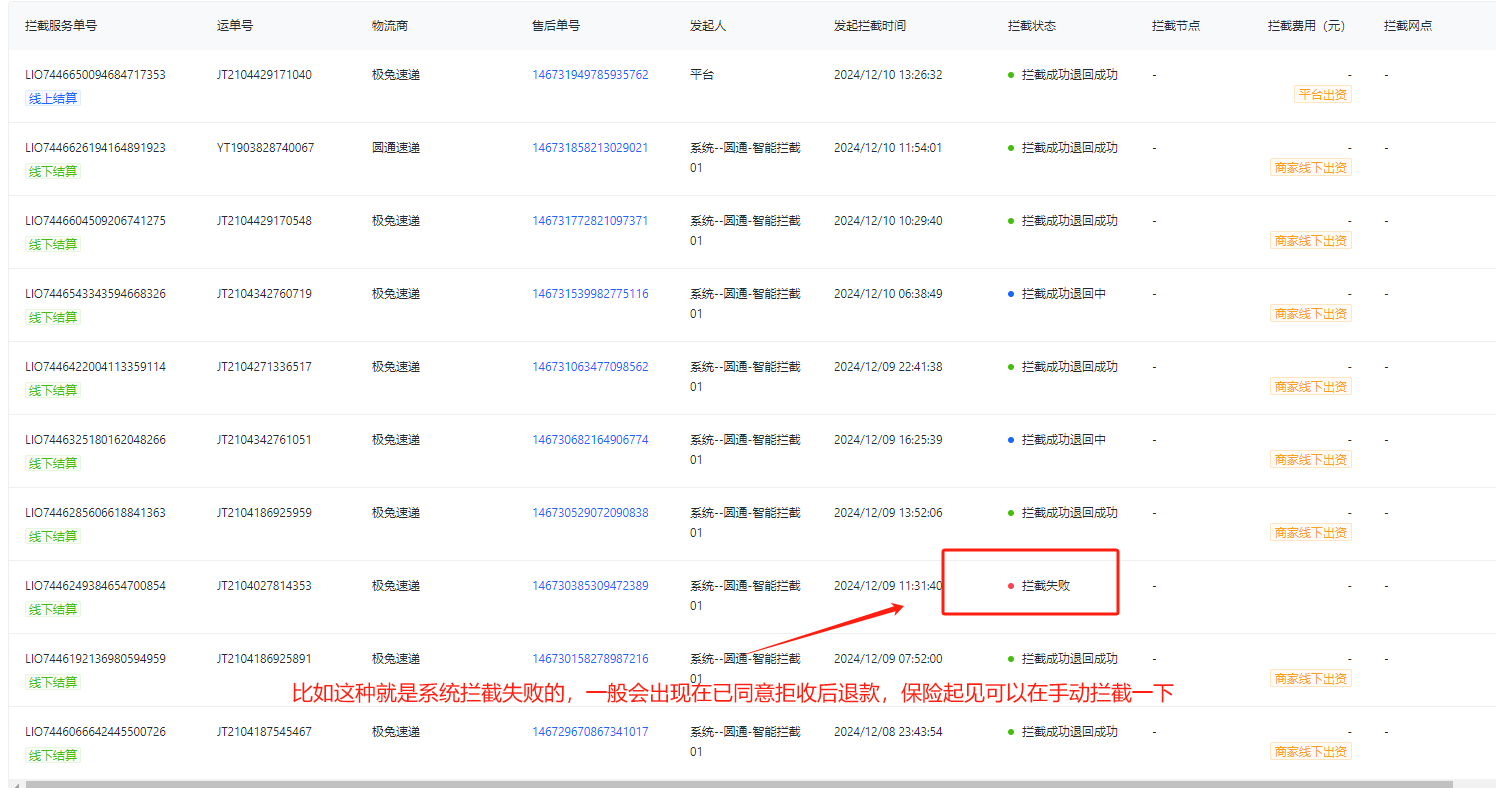 拦截服务单号 运单号 物流商 售后单号 发起人 发起拦截时间 拦截状态 拦截节点 拦截费用（元） 拦截网点
LIO7446650094684717353 JT2104429171040 极兔速递 146731949785935762 平台 2024/12/10 13:26:32 拦截成功退回成功 - - -
线上结算 平台出资
LIO7446626194164891923 YT1903828740067 圆通速递 146731858213029021 系统--圆通-智能拦截 2024/12/10 11:54:01 拦截成功退回成功 - - -
线下结算 01 商家线下出资
LIO7446604509206741275 JT2104429170548 极兔速递 146731772821097371 系统--圆通-智能拦截 2024/12/10 10:29:40 拦截成功退回成功 - - -
线下结算 01 商家线下出资
LIO7446543343594668326 JT2104342760719 极兔速递 146731539982775116 系统--圆通-智能拦截 2024/12/10 06:38:49 拦截成功退回中 - - -
线下结算 01 商家线下出资
LIO7446422004113359114 JT2104271336517 极兔速递 146731063477098562 系统--圆通-智能拦截 2024/12/09 22:41:38 拦截成功退回成功 - - -
线下结算 01 商家线下出资
LIO7446325180162048266 JT2104342761051 极兔速递 146730682164906774 系统--圆通-智能拦截 2024/12/09 16:25:39 拦截成功退回中 - - -
线下结算 01 商家线下出资
LIO7446285606618841363 JT2104186925959 极兔速递 146730529072090838 系统--圆通-智能拦截 2024/12/09 13:52:06 拦截成功退回成功 - - -
线下结算 01 商家线下出资
LIO7446249384654700854 JT2104027814353 极兔速递 146730385309472389 系统--圆通-智能拦截 2024/12/09 11:31:40 拦截失败 - - -
线下结算 01
LIO7446192136980594959 JT2104186925891 极兔速递 146730158278987216 系统--圆通-智能拦截 2024/12/09 07:52:00 拦截成功退回成功 - - -
线下结算 01 商家线下出资
比如这种就是系统拦截失败的，一般会出现在已同意拒收后退款，保险起见可以在手动拦截一下
LIO7446066642445500726 JT2104187545467 极兔速递 146729670867341017 系统--圆通-智能拦截 2024/12/08 23:43:54 拦截成功退回成功 - - -
线下结算 01 商家线下出资